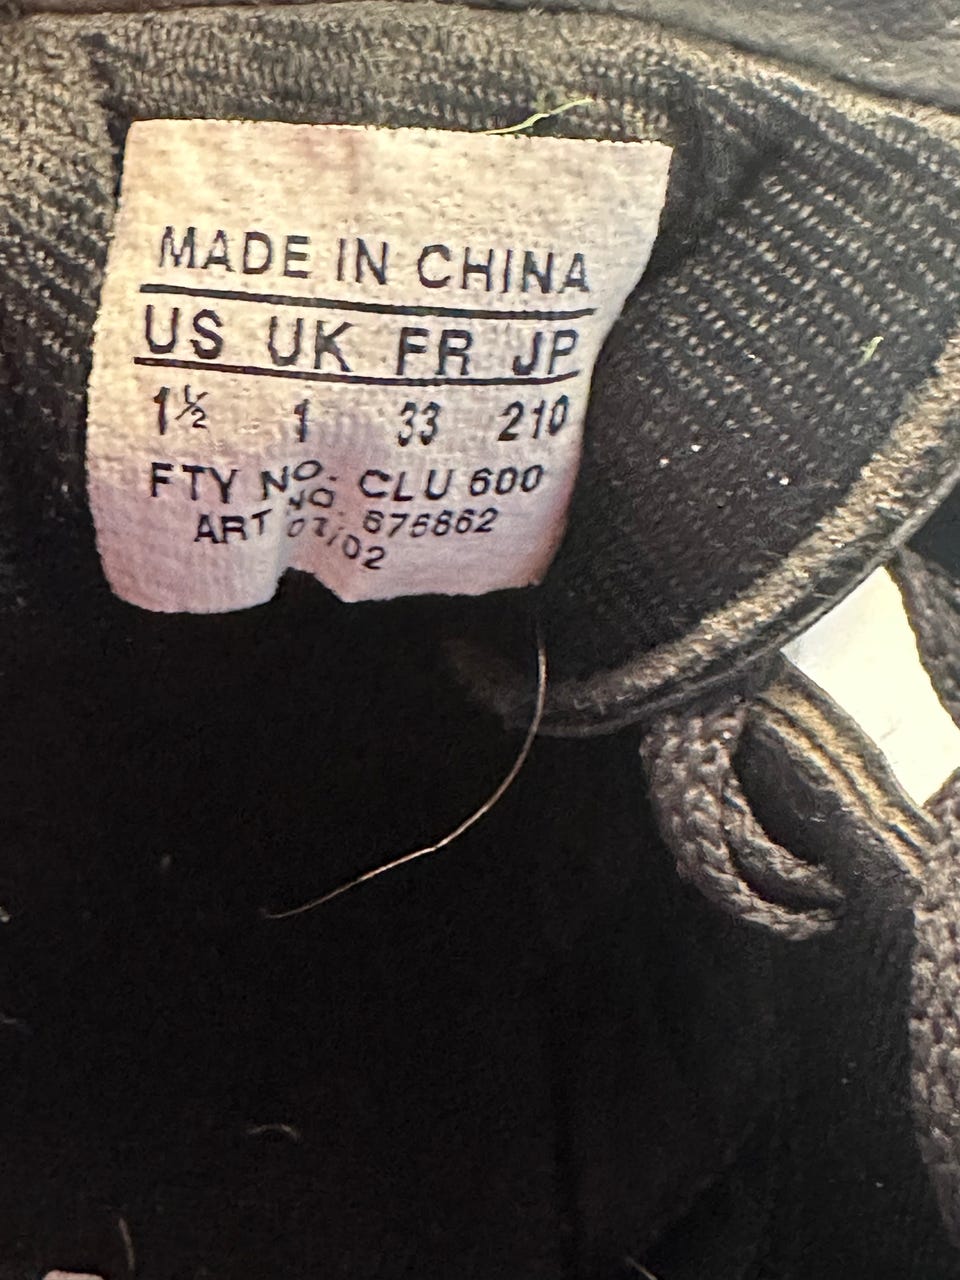 MADE IN CHINA
US UK FR JP
1½ 1 33 210
FTY NO. CLU 600
ART NO. 675862
07/02